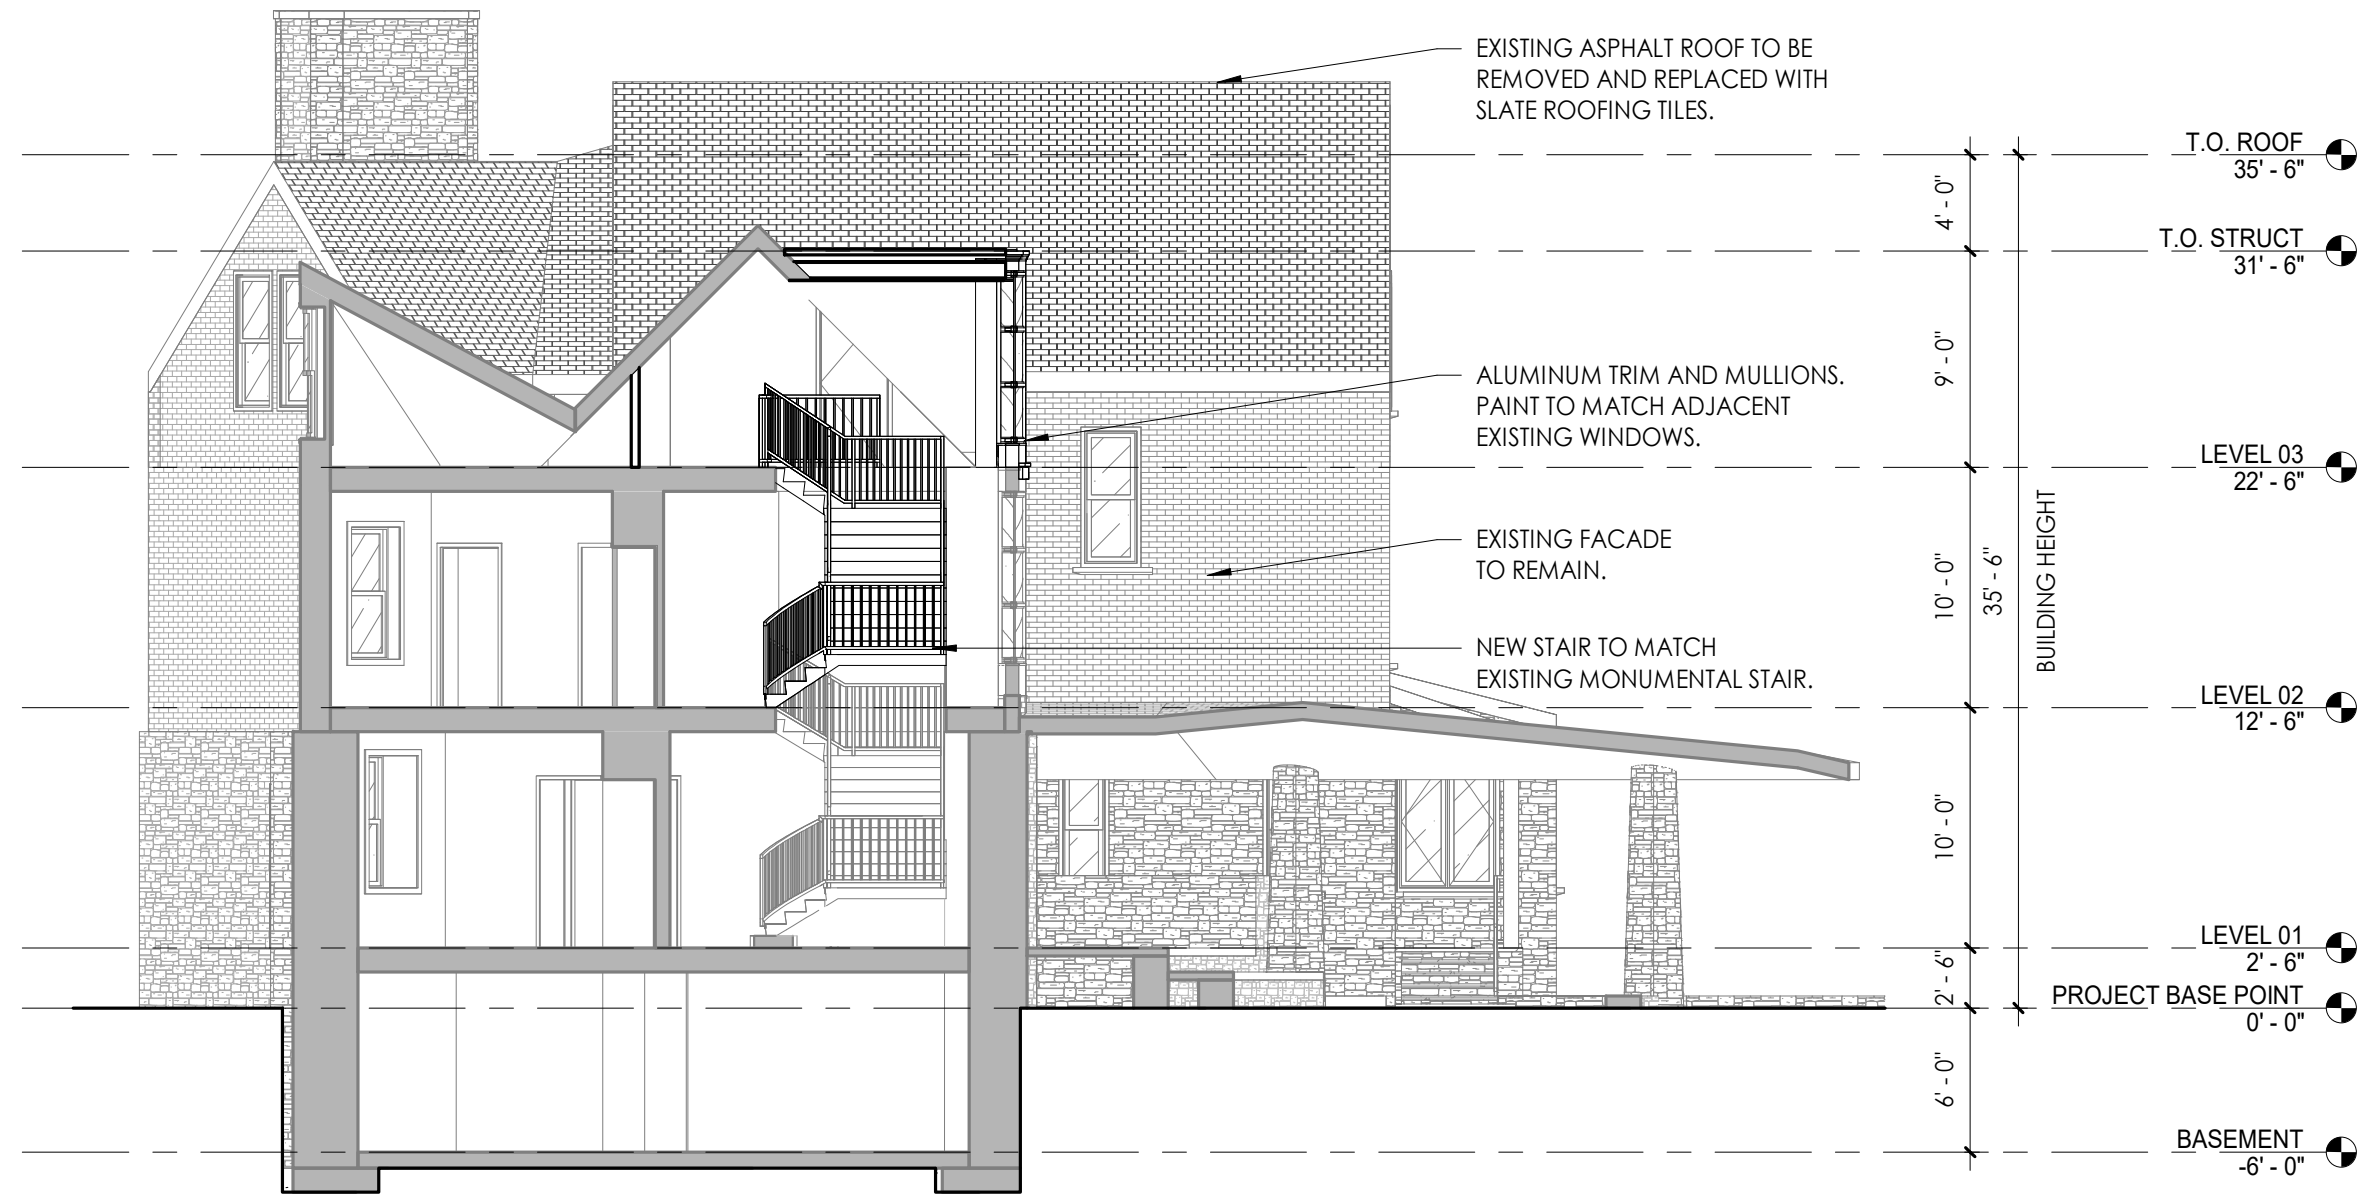 EXISTING ASPHALT ROOF TO BE
REMOVED AND REPLACED WITH
SLATE ROOFING TILES.
T.O. ROOF
35' - 6"
4' - 0"
T.O. STRUCT
31' - 6"
9' - 0"
ALUMINUM TRIM AND MULLIONS.
PAINT TO MATCH ADJACENT
EXISTING WINDOWS.
LEVEL 03
22' - 6"
EXISTING FACADE
TO REMAIN.
10' - 0"
35' - 6"
BUILDING HEIGHT
NEW STAIR TO MATCH
EXISTING MONUMENTAL STAIR.
LEVEL 02
12' - 6"
10' - 0"
LEVEL 01
2' - 6"
2' - 6"
PROJECT BASE POINT
0' - 0"
6' - 0"
BASEMENT
-6' - 0"